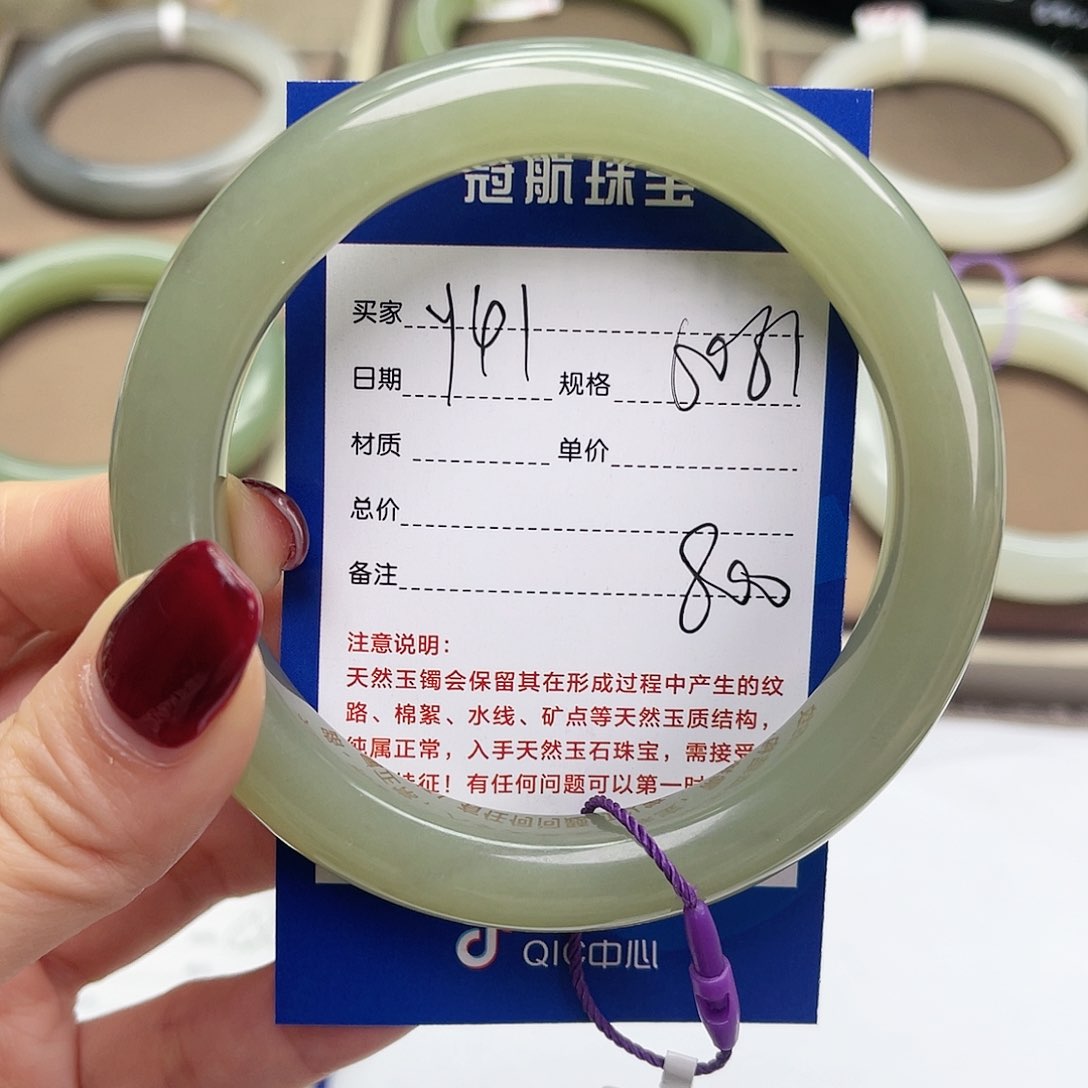 冠航珠宝
买家 Y161
日期 规格
材质 单价
总价
备注 800
注意说明：
天然玉镯会保留其在形成过程中产生的纹
路、棉絮、水线、矿点等天然玉质结构，
纯属正常，入手天然玉石珠宝，需接受
特征！有任何问题可以第一时
QIC中心